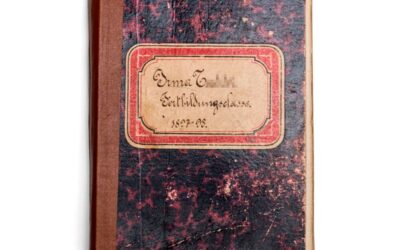 Irma T
Fortbildungsclasse
1897-98.